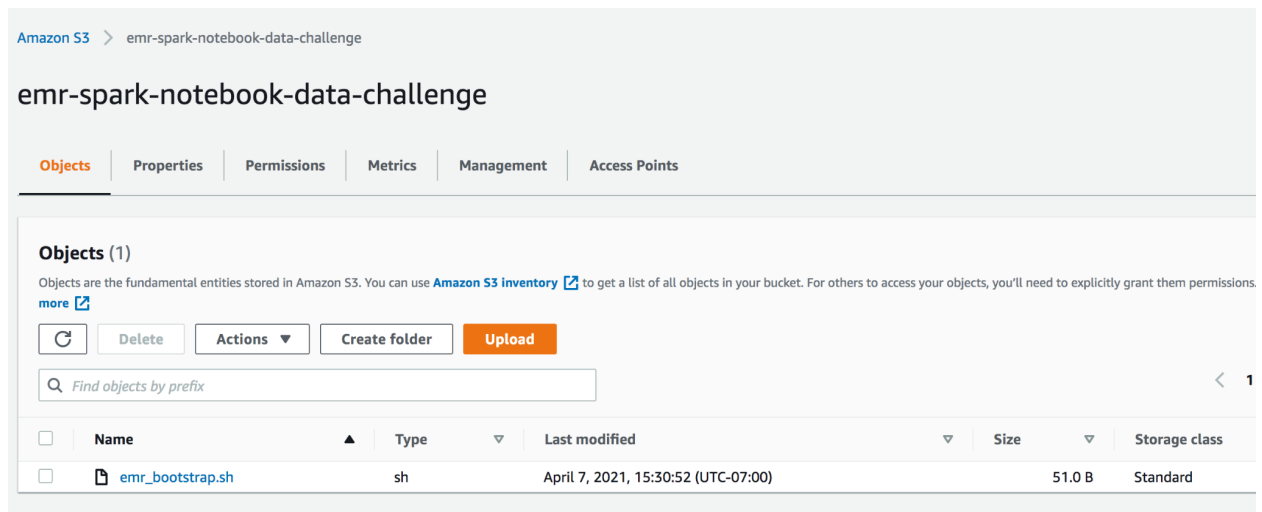 Amazon S3 > emr-spark-notebook-data-challenge
emr-spark-notebook-data-challenge
Objects Properties Permissions Metrics Management Access Points
Objects (1)
Objects are the fundamental entities stored in Amazon S3. You can use Amazon S3 inventory to get a list of all objects in your bucket. For others to access your objects, you'll need to explicitly grant them permissions.
more
Delete Actions Create folder Upload
Find objects by prefix
1
Name Type Last modified Size Storage class
emr_bootstrap.sh sh April 7, 2021, 15:30:52 (UTC-07:00) 51.0 B Standard